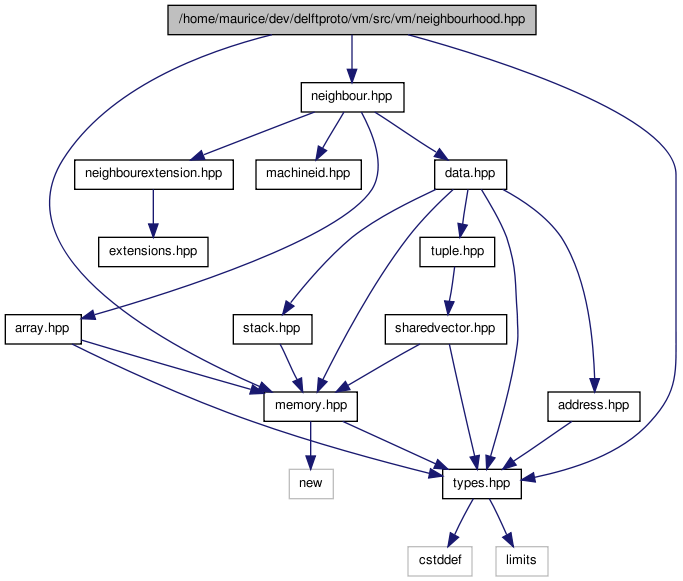 /home/maurice/dev/delftproto/vm/src/vm/neighbourhood.hpp
neighbour.hpp
neighbourextension.hpp
machineid.hpp
data.hpp
extensions.hpp
tuple.hpp
array.hpp
stack.hpp
sharedvector.hpp
memory.hpp
address.hpp
new
types.hpp
cstddef
limits